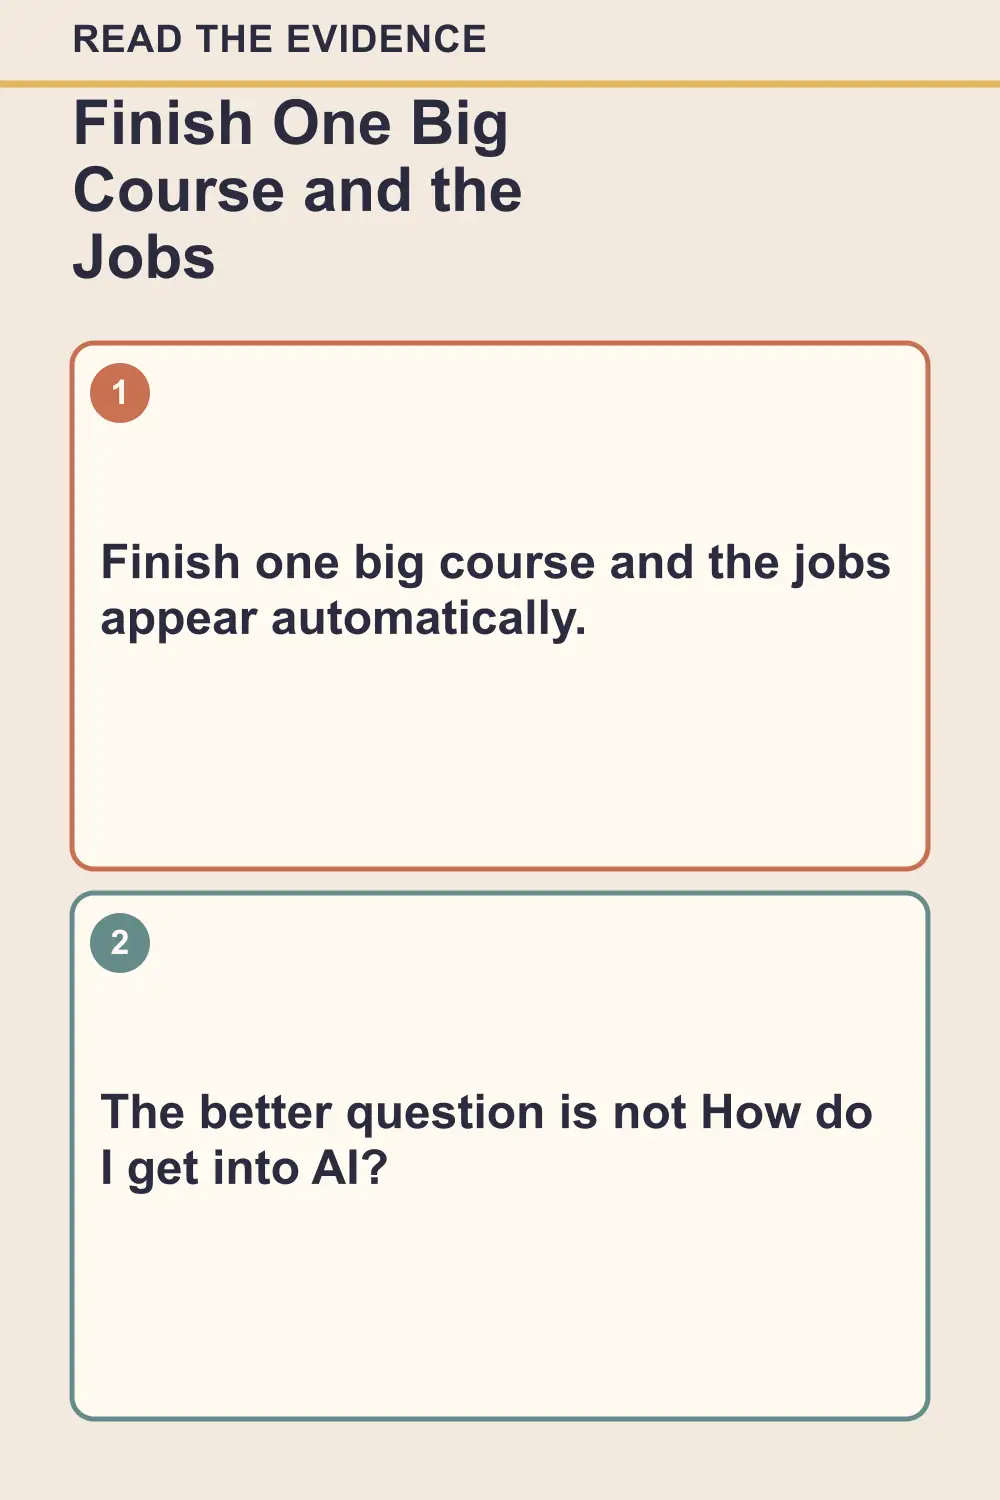 READ THE EVIDENCE
Finish One Big
Course and the
Jobs
1
Finish one big course and the jobs
appear automatically.
2
The better question is not How do
I get into AI?